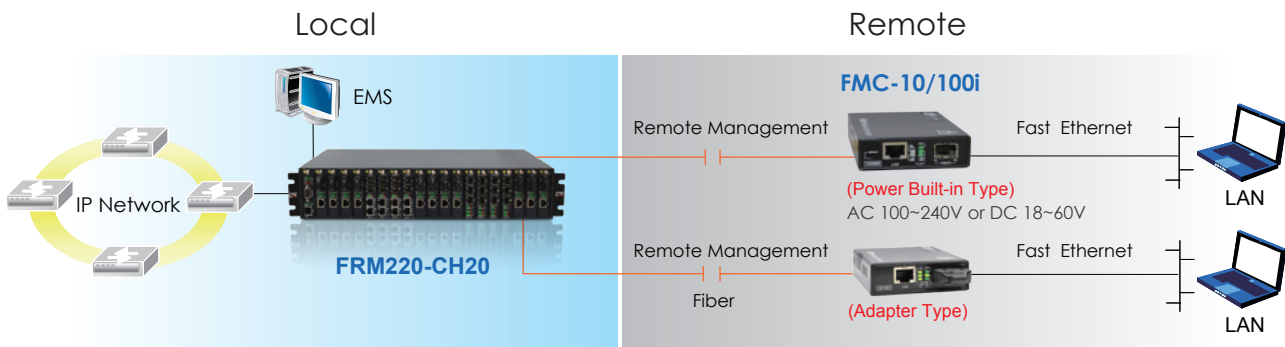 Local
Remote
EMS
IP Network
FRM220-CH20
FMC-10/100i
Remote Management
Fast Ethernet
(Power Built-in Type)
AC 100~240V or DC 18~60V
LAN
Remote Management
Fiber
Fast Ethernet
(Adapter Type)
LAN